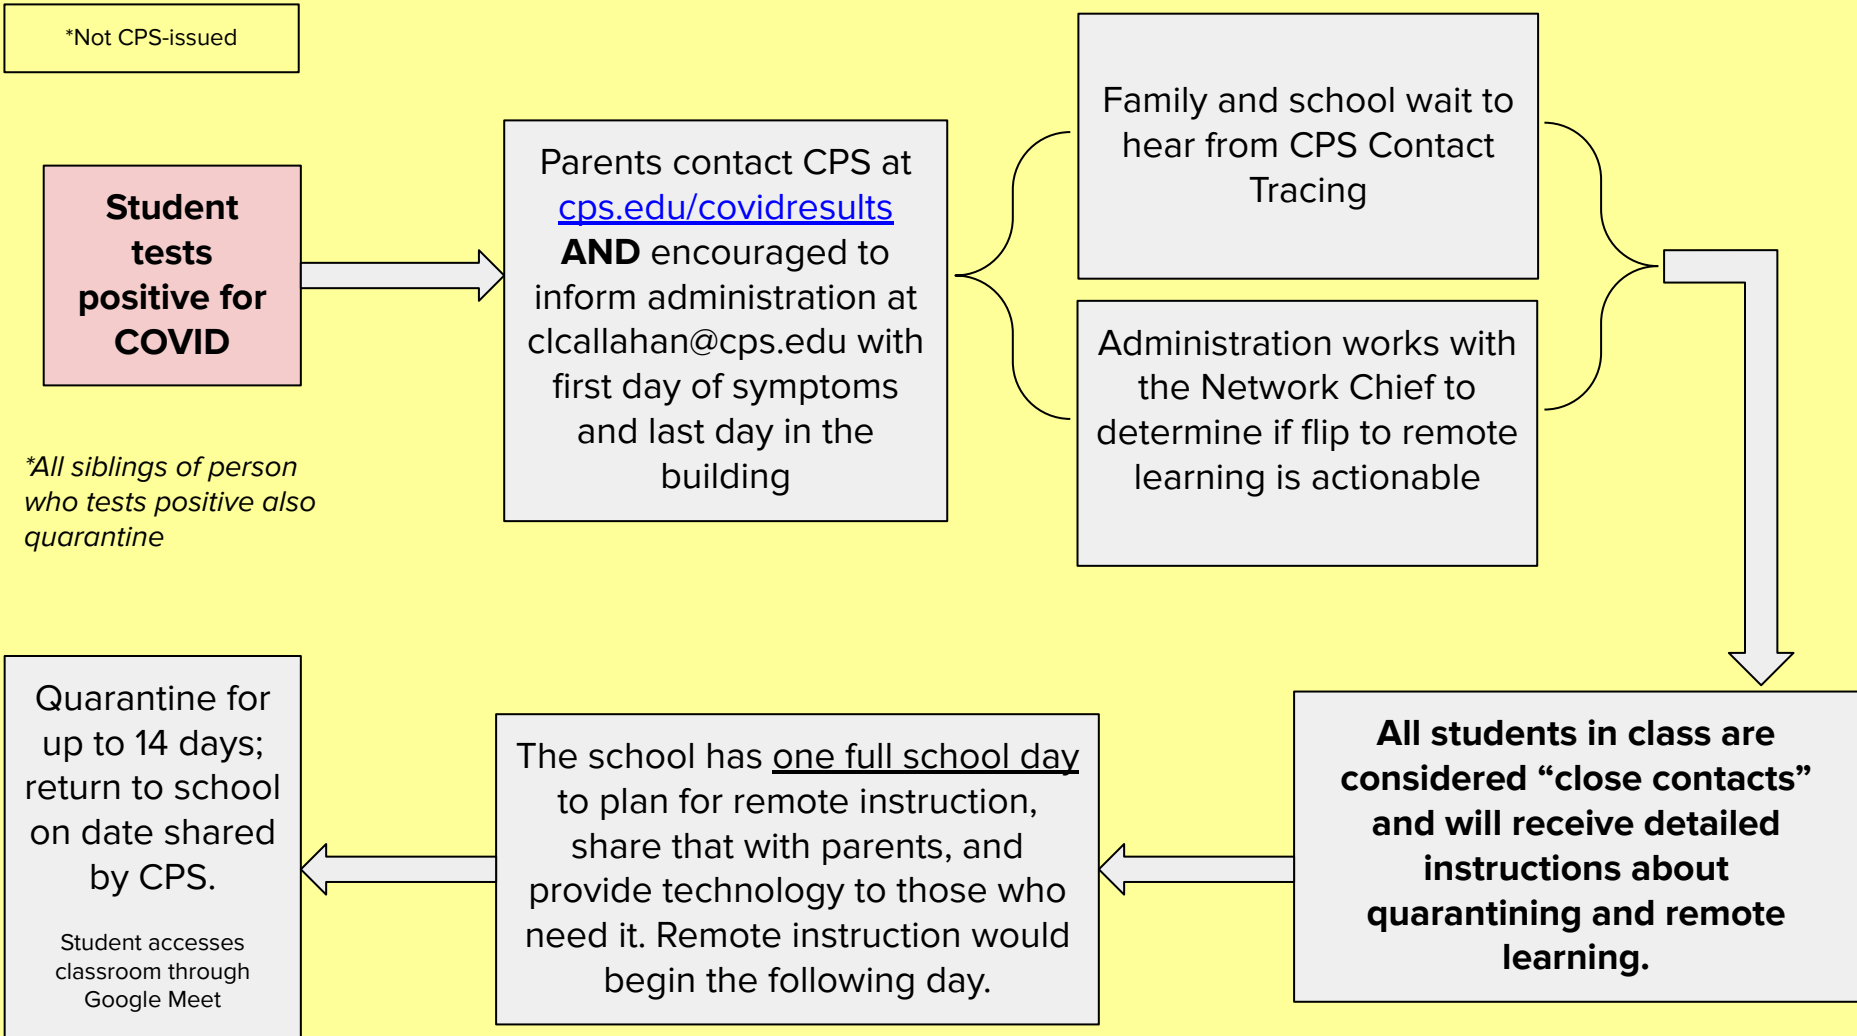 *Not CPS-issued
Student
tests
positive for
COVID
*All siblings of person
who tests positive also
quarantine
Parents contact CPS at
cps.edu/covidresults
AND encouraged to
inform administration at
clcallahan@cps.edu with
first day of symptoms
and last day in the
building
Family and school wait to
hear from CPS Contact
Tracing
Administration works with
the Network Chief to
determine if flip to remote
learning is actionable
All students in class are
considered “close contacts”
and will receive detailed
instructions about
quarantining and remote
learning.
The school has one full school day
to plan for remote instruction,
share that with parents, and
provide technology to those who
need it. Remote instruction would
begin the following day.
Quarantine for
up to 14 days;
return to school
on date shared
by CPS.
Student accesses
classroom through
Google Meet